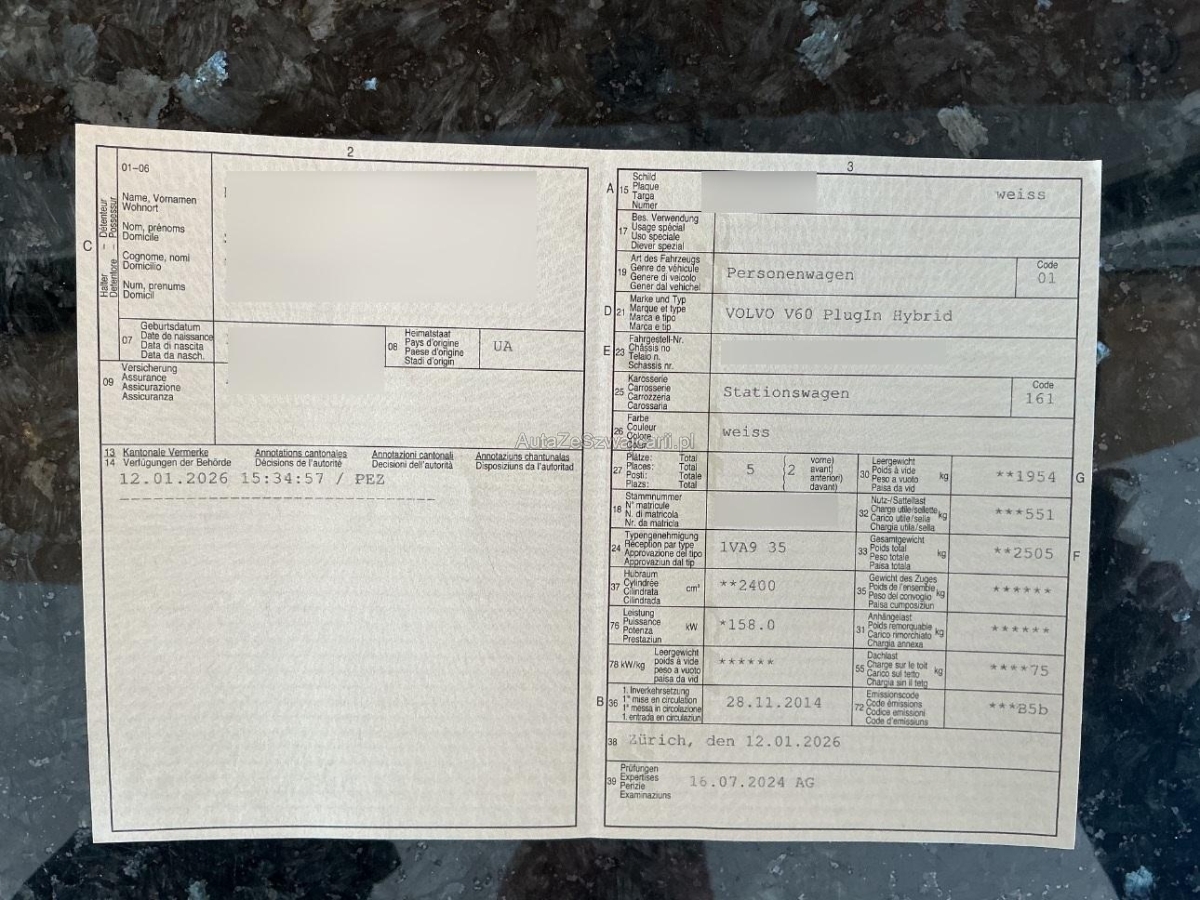 2
01–06
C
Halter – Détenteur
Detentore – Possessur
Name, Vornamen
Wohnort
Nom, prénoms
Domicile
Cognome, nomi
Domicilio
Num, prenums
Domicil
07
Geburtsdatum
Date de naissance
Data di nascita
Data da nasch.
08
Heimatstaat
Pays d'origine
Paese d'origine
Stadi d'origin
UA
09
Versicherung
Assurance
Assicurazione
Assicuranza
13
14
Kantonale Vermerke
Verfügungen der Behörde
Annotations cantonales
Décisions de l'autorité
Annotazioni cantonali
Decisioni dell'autorità
Annotaziuns chantunalas
Disposiziuns da l'autoritad
12.01.2026 15:34:57 / PEZ
3
A 15
Schild
Plaque
Targa
Numer
weiss
17
Bes. Verwendung
Usage spécial
Uso speciale
Diever spezial
19
Art des Fahrzeugs
Genre de véhicule
Genere di veicolo
Gener dal vehichel
Personenwagen
Code
01
D 21
Marke und Typ
Marque et type
Marca e tipo
Marca e tip
VOLVO V60 PlugIn Hybrid
E 23
Fahrgestell-Nr.
Châssis no
Telaio n.
Schassis nr.
25
Karosserie
Carrosserie
Carrozzeria
Carossaria
Stationswagen
Code
161
26
Farbe
Couleur
Colore
weiss
AutaZeSzwajcarii.pl
27
Plätze: Total
Places: Total
Posti: Totale
Plazs: Total
5
2
vorne)
avant)
anteriori)
davant)
30
Leergewicht
Poids à vide
Peso a vuoto
Paisa da vid
kg
**1954
G
18
Stammnummer
N° matricule
N. di matricola
Nr. da matricla
32
Nutz-/Sattellast
Charge utile/sellette
Carico utile/sella
Chargia utila/sella
kg
***551
24
Typengenehmigung
Réception par type
Approvazione del tipo
Approvaziun dal tip
1VA9 35
33
Gesamtgewicht
Poids total
Peso totale
Paisa totala
kg
**2505
F
37
Hubraum
Cylindrée
Cilindrata
Cilindrada
cm³
**2400
35
Gewicht des Zuges
Poids de l'ensemble
Peso del convoglio
Paisa cumposiziun
kg
******
76
Leistung
Puissance
Potenza
Prestaziun
kW
*158.0
31
Anhängelast
Poids remorquable
Carico rimorchiato
Chargia annexa
kg
******
78 kW/kg
Leergewicht
poids à vide
peso a vuoto
paisa da vid
******
55
Dachlast
Charge sur le toit
Carico sul tetto
Chargia sin il tetg
kg
****75
B 36
1. Inverkehrsetzung
1re mise en circulation
1a messa in circolazione
1. entrada en circulaziun
28.11.2014
72
Emissionscode
Code émissions
Codice emissioni
Code d'emissiuns
***B5b
38
Zürich, den 12.01.2026
39
Prüfungen
Expertises
Perizie
Examinaziuns
16.07.2024 AG